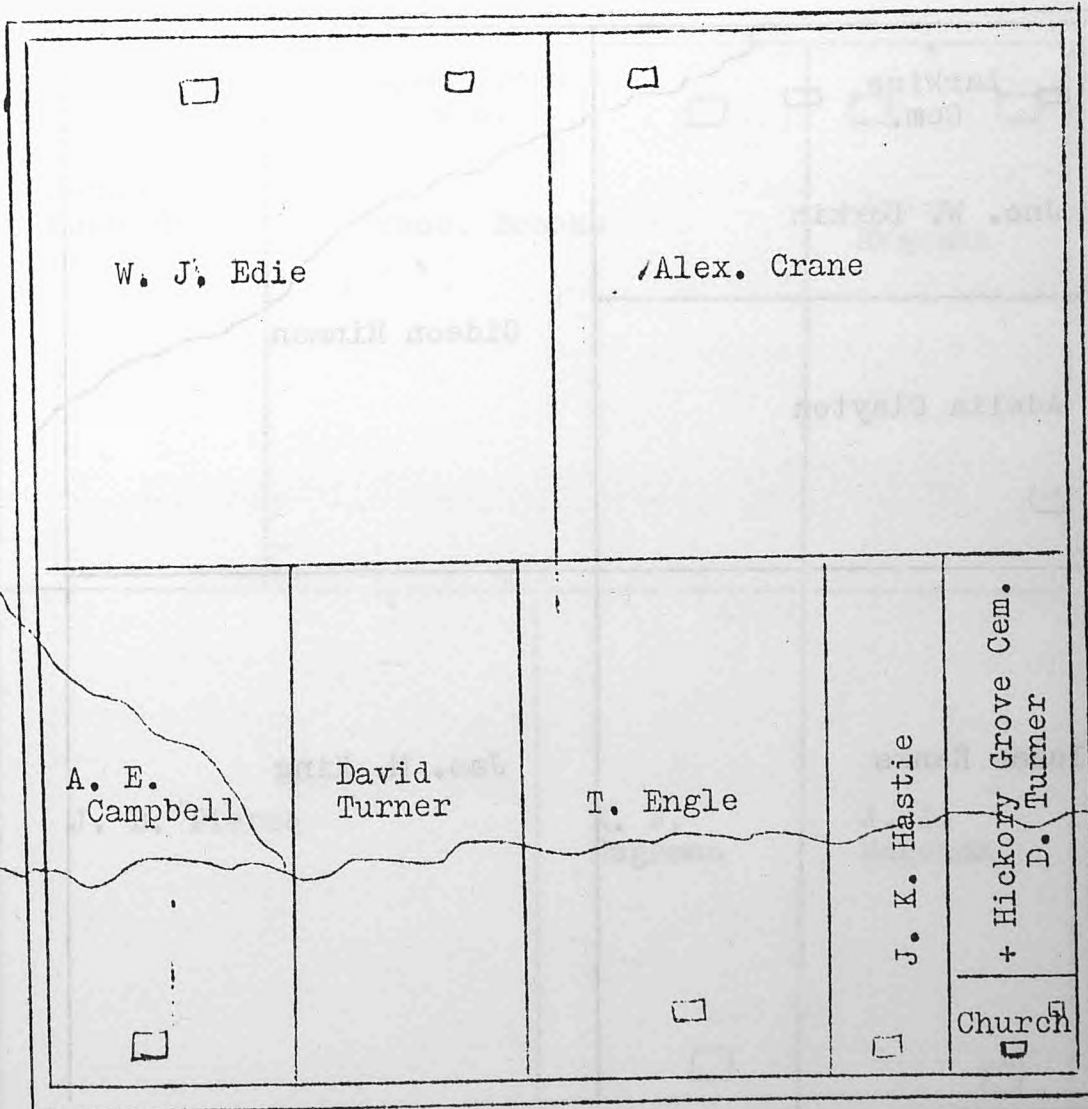 W. J. Edie
Alex. Crane
A. E.
Campbell
David
Turner
T. Engle
J. K. Hastie
+ Hickory Grove Cem.
D. Turner
Church